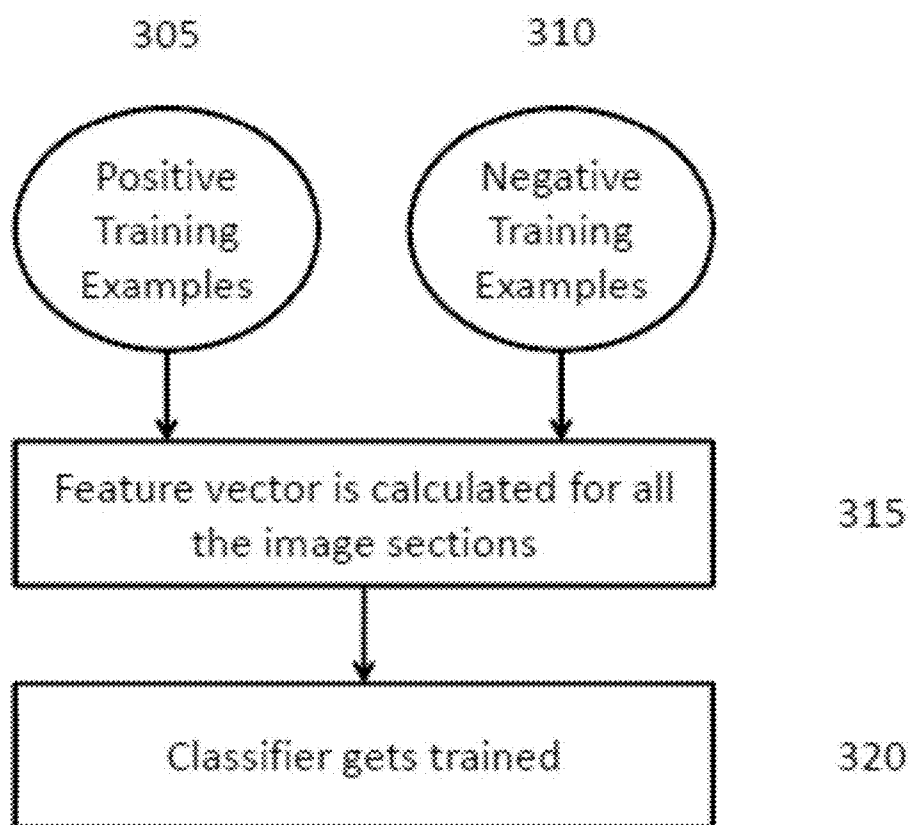 305
310
Positive
Training
Examples
Negative
Training
Examples
Feature vector is calculated for all
the image sections
315
Classifier gets trained
320